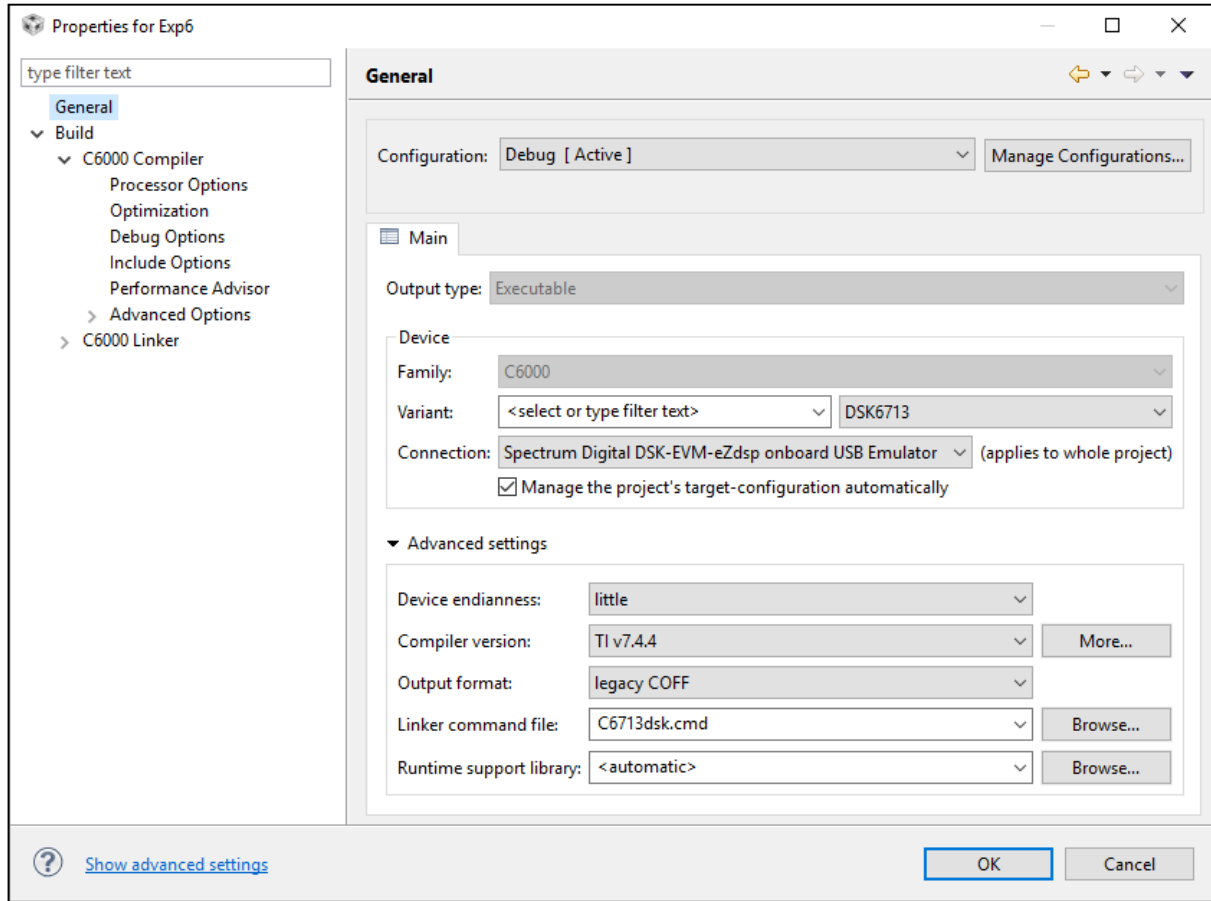 Properties for Exp6
type filter text
General
Build
C6000 Compiler
Processor Options
Optimization
Debug Options
Include Options
Performance Advisor
Advanced Options
C6000 Linker
General
Configuration: Debug [ Active ] Manage Configurations...
Main
Output type: Executable
Device
Family: C6000
Variant: <select or type filter text> DSK6713
Connection: Spectrum Digital DSK-EVM-eZdsp onboard USB Emulator (applies to whole project)
Manage the project's target-configuration automatically
Advanced settings
Device endianness: little
Compiler version: TI v7.4.4 More...
Output format: legacy COFF
Linker command file: C6713dsk.cmd Browse...
Runtime support library: <automatic> Browse...
? Show advanced settings OK Cancel